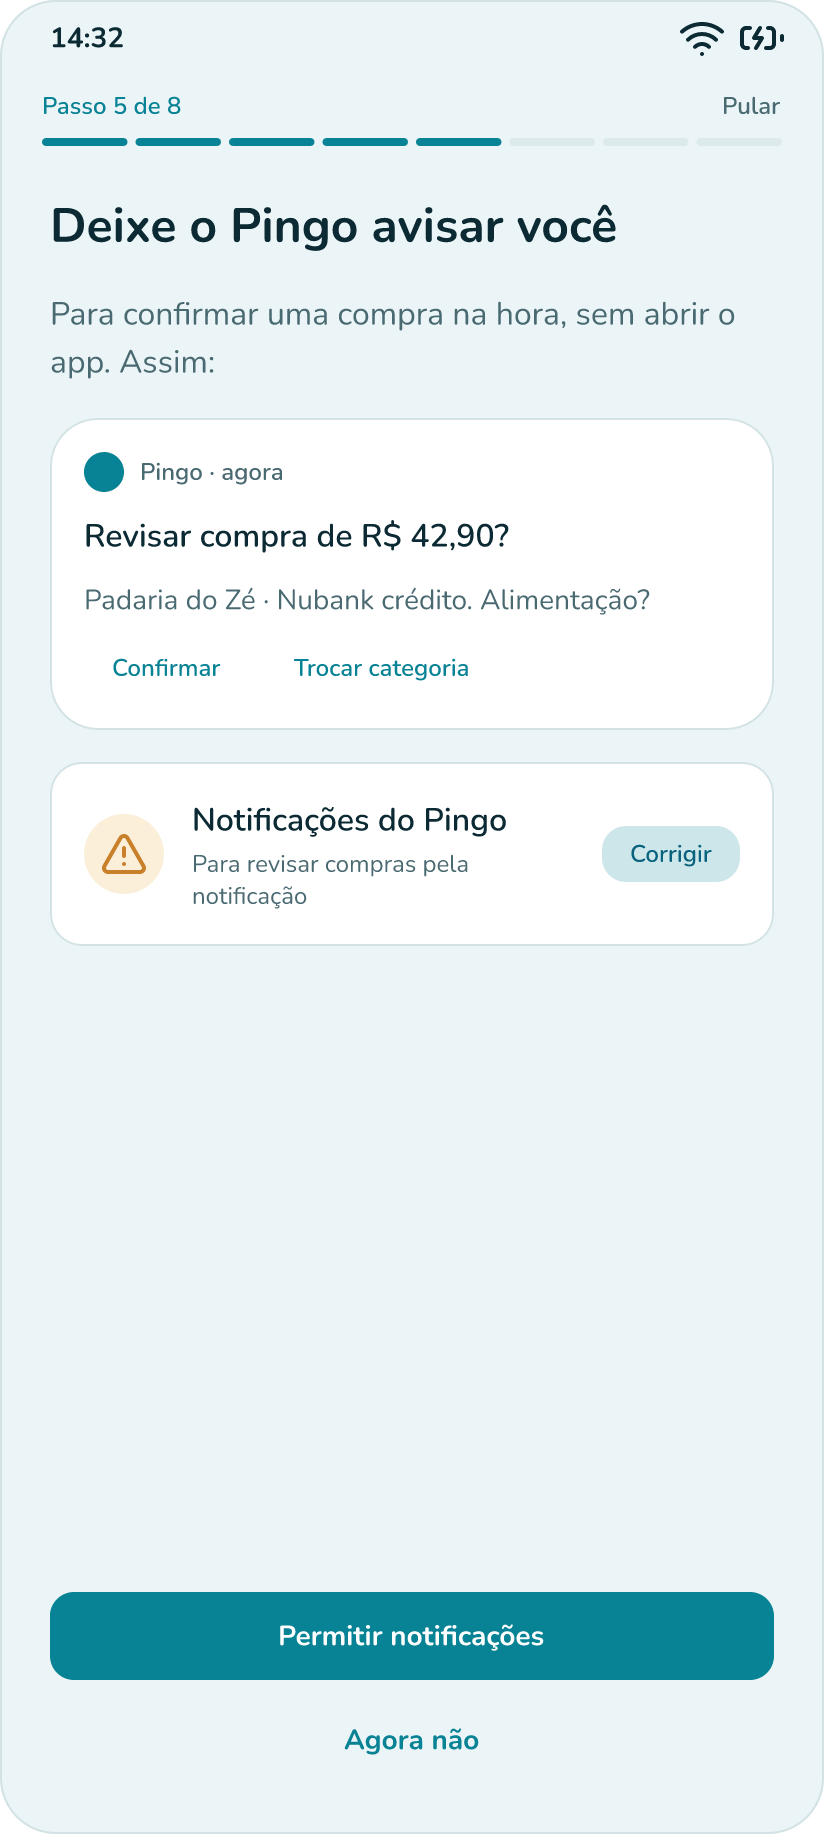 14:32
Passo 5 de 8
Pular
Deixe o Pingo avisar você
Para confirmar uma compra na hora, sem abrir o
app. Assim:
Pingo · agora
Revisar compra de R$ 42,90?
Padaria do Zé · Nubank crédito. Alimentação?
Confirmar
Trocar categoria
Notificações do Pingo
Para revisar compras pela
notificação
Corrigir
Permitir notificações
Agora não